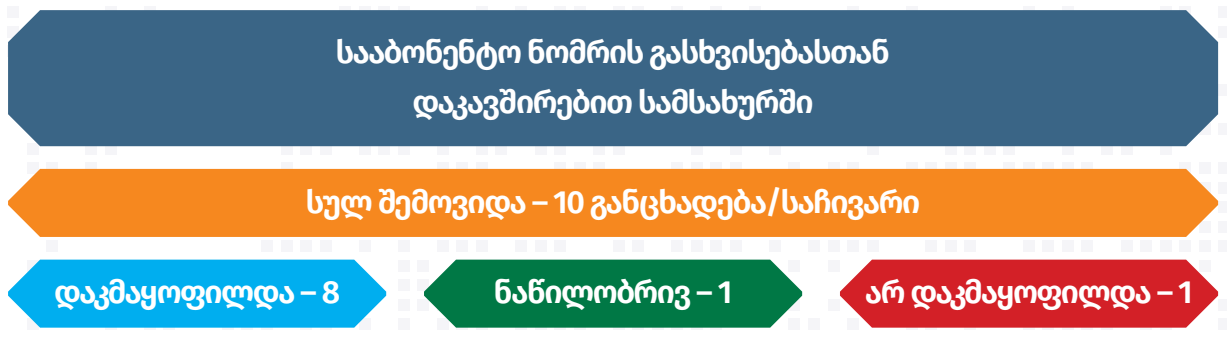 სააბონენტო ნომრის გასხვისებასთან
დაკავშირებით სამსახურში
სულ შემოვიდა – 10 განცხადება/საჩივარი
დაკმაყოფილდა – 8
ნაწილობრივ – 1
არ დაკმაყოფილდა – 1